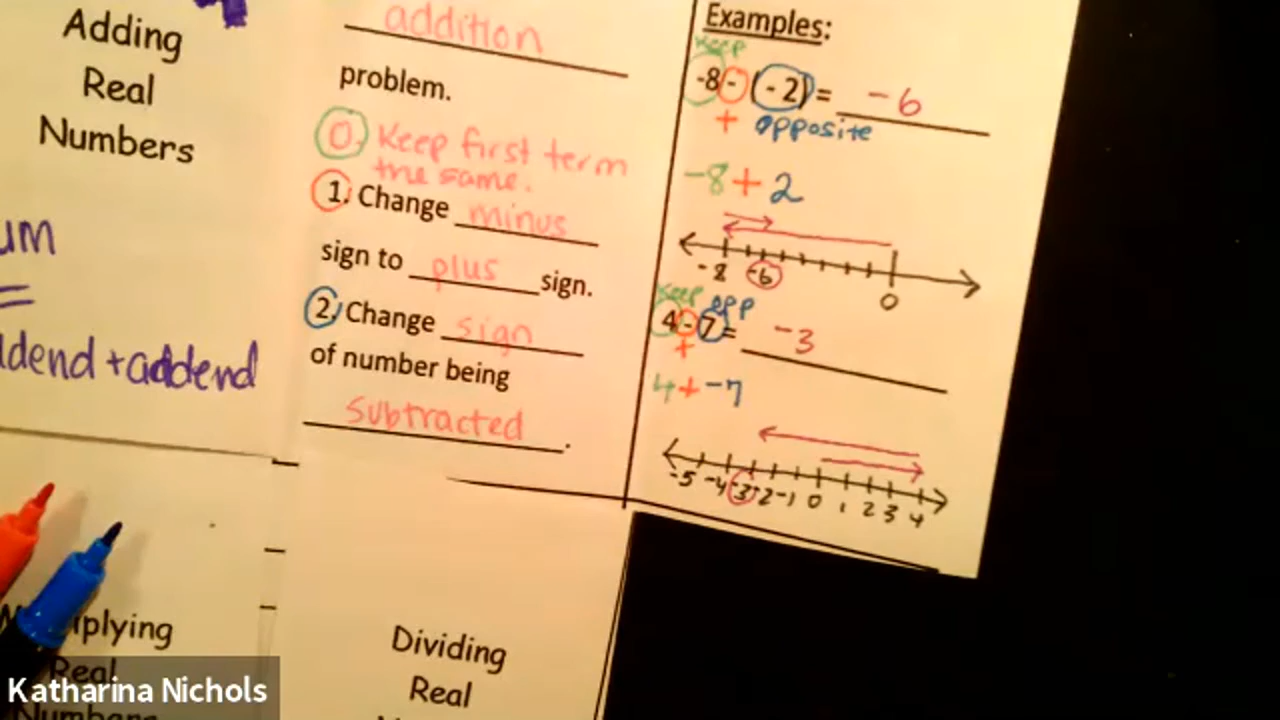 Adding
Real
Numbers
um
=
ddend + addend
addition
problem.
0. Keep first term
the same.
1. Change minus
sign to plus sign.
2. Change sign
of number being
subtracted.
Examples:
keep
-8 - (-2) = -6
+ opposite
-8 + 2
-8 -6 0
keep opp
4 - 7 = -3
+
4 + -7
-5 -4 -3 -2 -1 0 1 2 3 4
iplying
Real
Numbers
Dividing
Real
Katharina Nichols